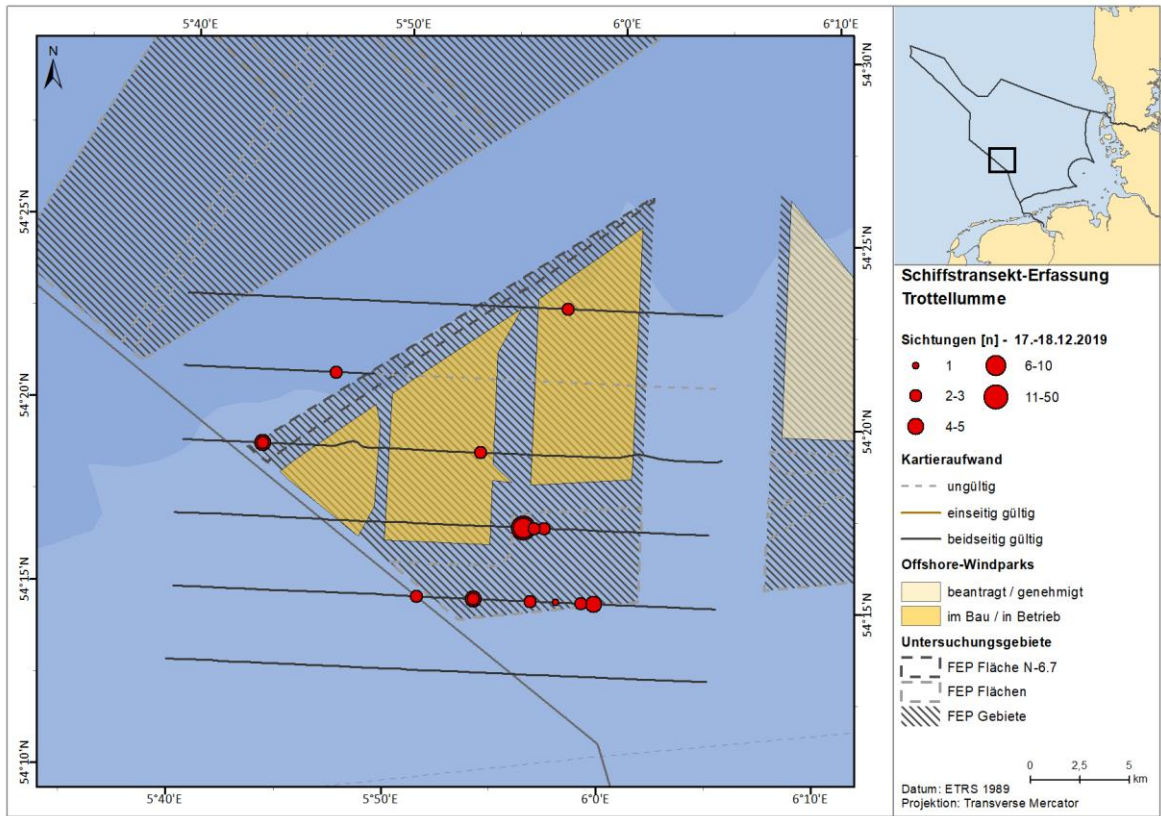 5°40'E 5°50'E 6°0'E 6°10'E
N
54°30'N
54°25'N
54°25'N
54°20'N
54°20'N
54°15'N
54°15'N
54°10'N
5°40'E 5°50'E 6°0'E 6°10'E
Schiffstransekt-Erfassung
Trottellumme
Sichtungen [n] - 17.-18.12.2019
1 6-10
2-3 11-50
4-5
Kartieraufwand
ungültig
einseitig gültig
beidseitig gültig
Offshore-Windparks
beantragt / genehmigt
im Bau / in Betrieb
Untersuchungsgebiete
FEP Fläche N-6.7
FEP Flächen
FEP Gebiete
0 2,5 5
km
Datum: ETRS 1989
Projektion: Transverse Mercator